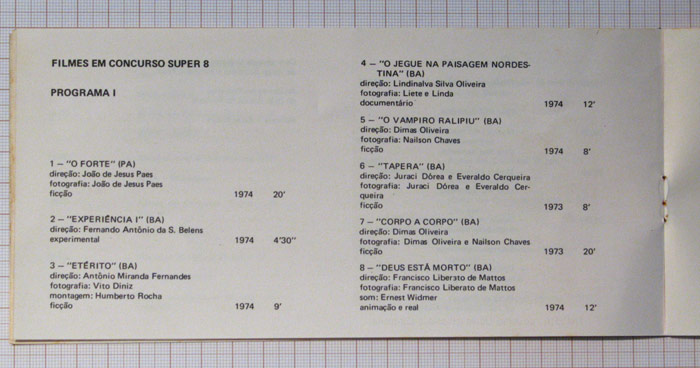 FILMES EM CONCURSO SUPER 8
PROGRAMA I
1 — "O FORTE" (PA)
direção: João de Jesus Paes
fotografia: João de Jesus Paes
ficção 1974 20'
2 — "EXPERIÊNCIA I" (BA)
direção: Fernando Antônio da S. Belens
experimental 1974 4'30"
3 — "ETÉRITO" (BA)
direção: Antônio Miranda Fernandes
fotografia: Vito Diniz
montagem: Humberto Rocha
ficção 1974 9'
4 — "O JEGUE NA PAISAGEM NORDES-
TINA" (BA)
direção: Lindinalva Silva Oliveira
fotografia: Liete e Linda
documentário 1974 12'
5 — "O VAMPIRO RALIPIU" (BA)
direção: Dimas Oliveira
fotografia: Nailson Chaves
ficção 1974 8'
6 — "TAPERA" (BA)
direção: Juraci Dórea e Everaldo Cerqueira
fotografia: Juraci Dórea e Everaldo Cer-
queira
ficção 1973 8'
7 — "CORPO A CORPO" (BA)
direção: Dimas Oliveira
fotografia: Dimas Oliveira e Nailson Chaves
ficção 1973 20'
8 — "DEUS ESTÁ MORTO" (BA)
direção: Francisco Liberato de Mattos
fotografia: Francisco Liberato de Mattos
som: Ernest Widmer
animação e real 1974 12'